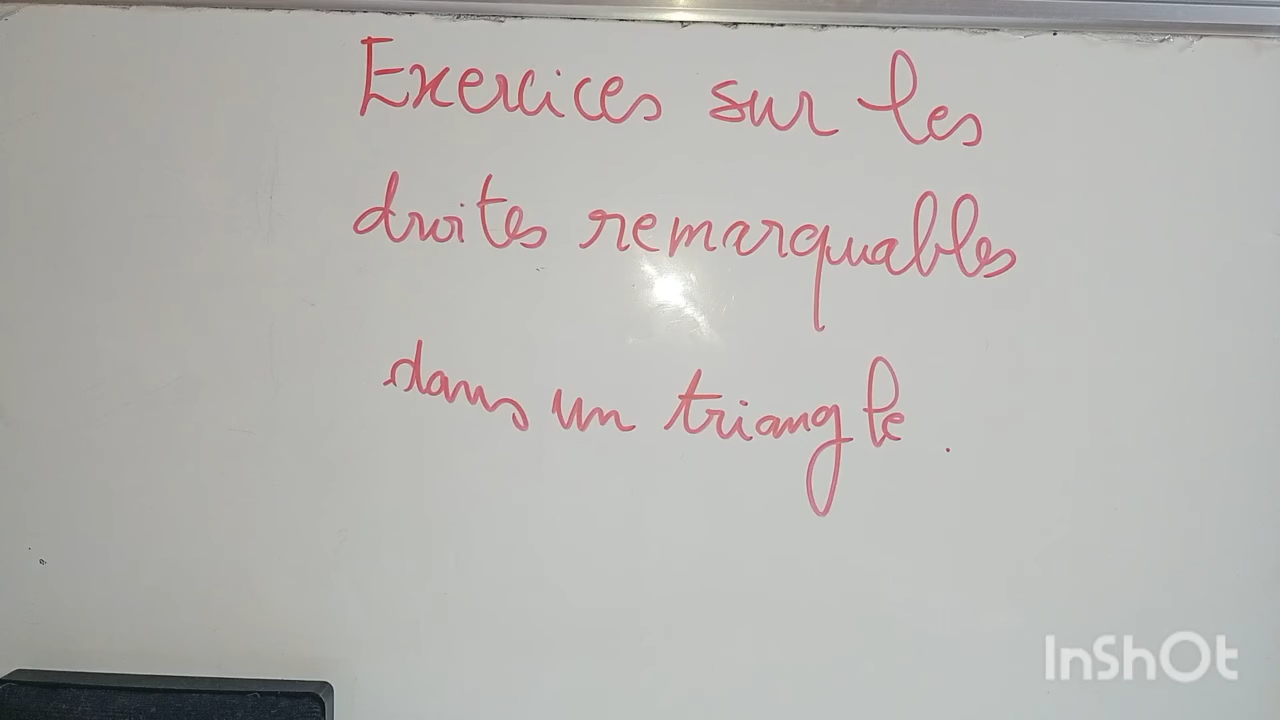 Exercices sur les
droites remarquables
dans un triangle.
InShOt